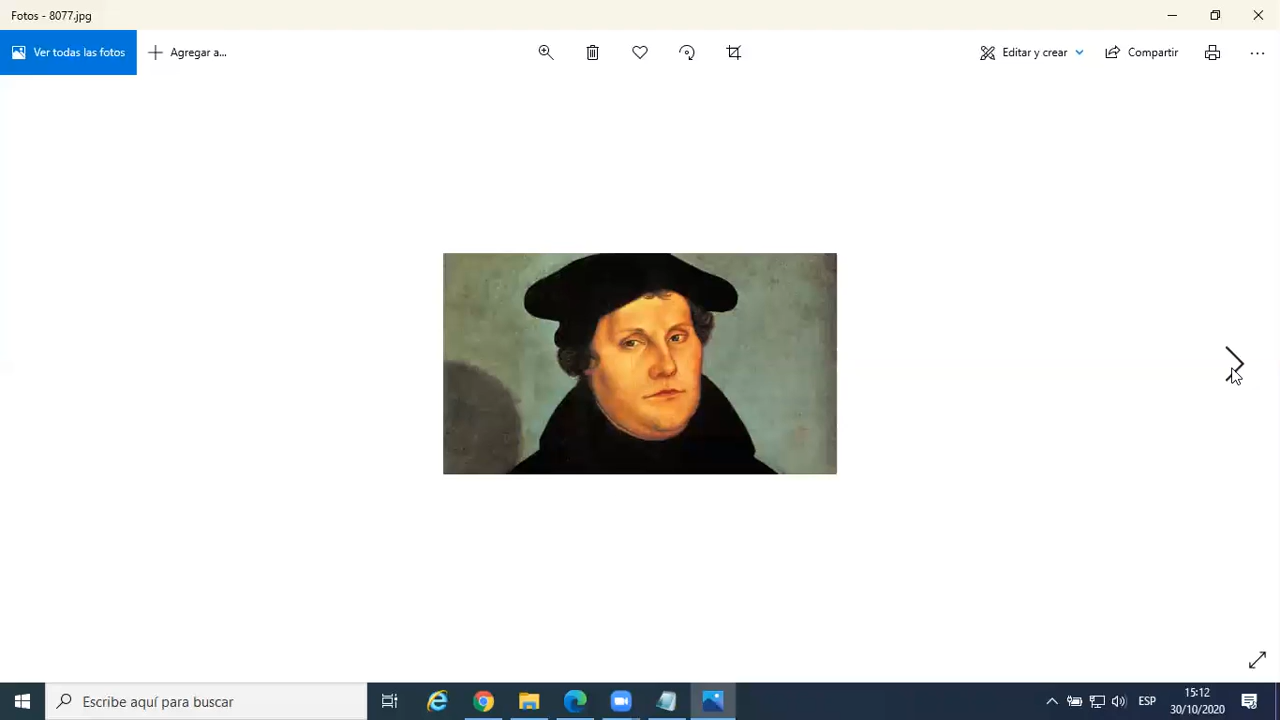 Fotos - 8077.jpg
Ver todas las fotos
Agregar a...
Editar y crear
Compartir
Escribe aquí para buscar
ESP
15:12
30/10/2020